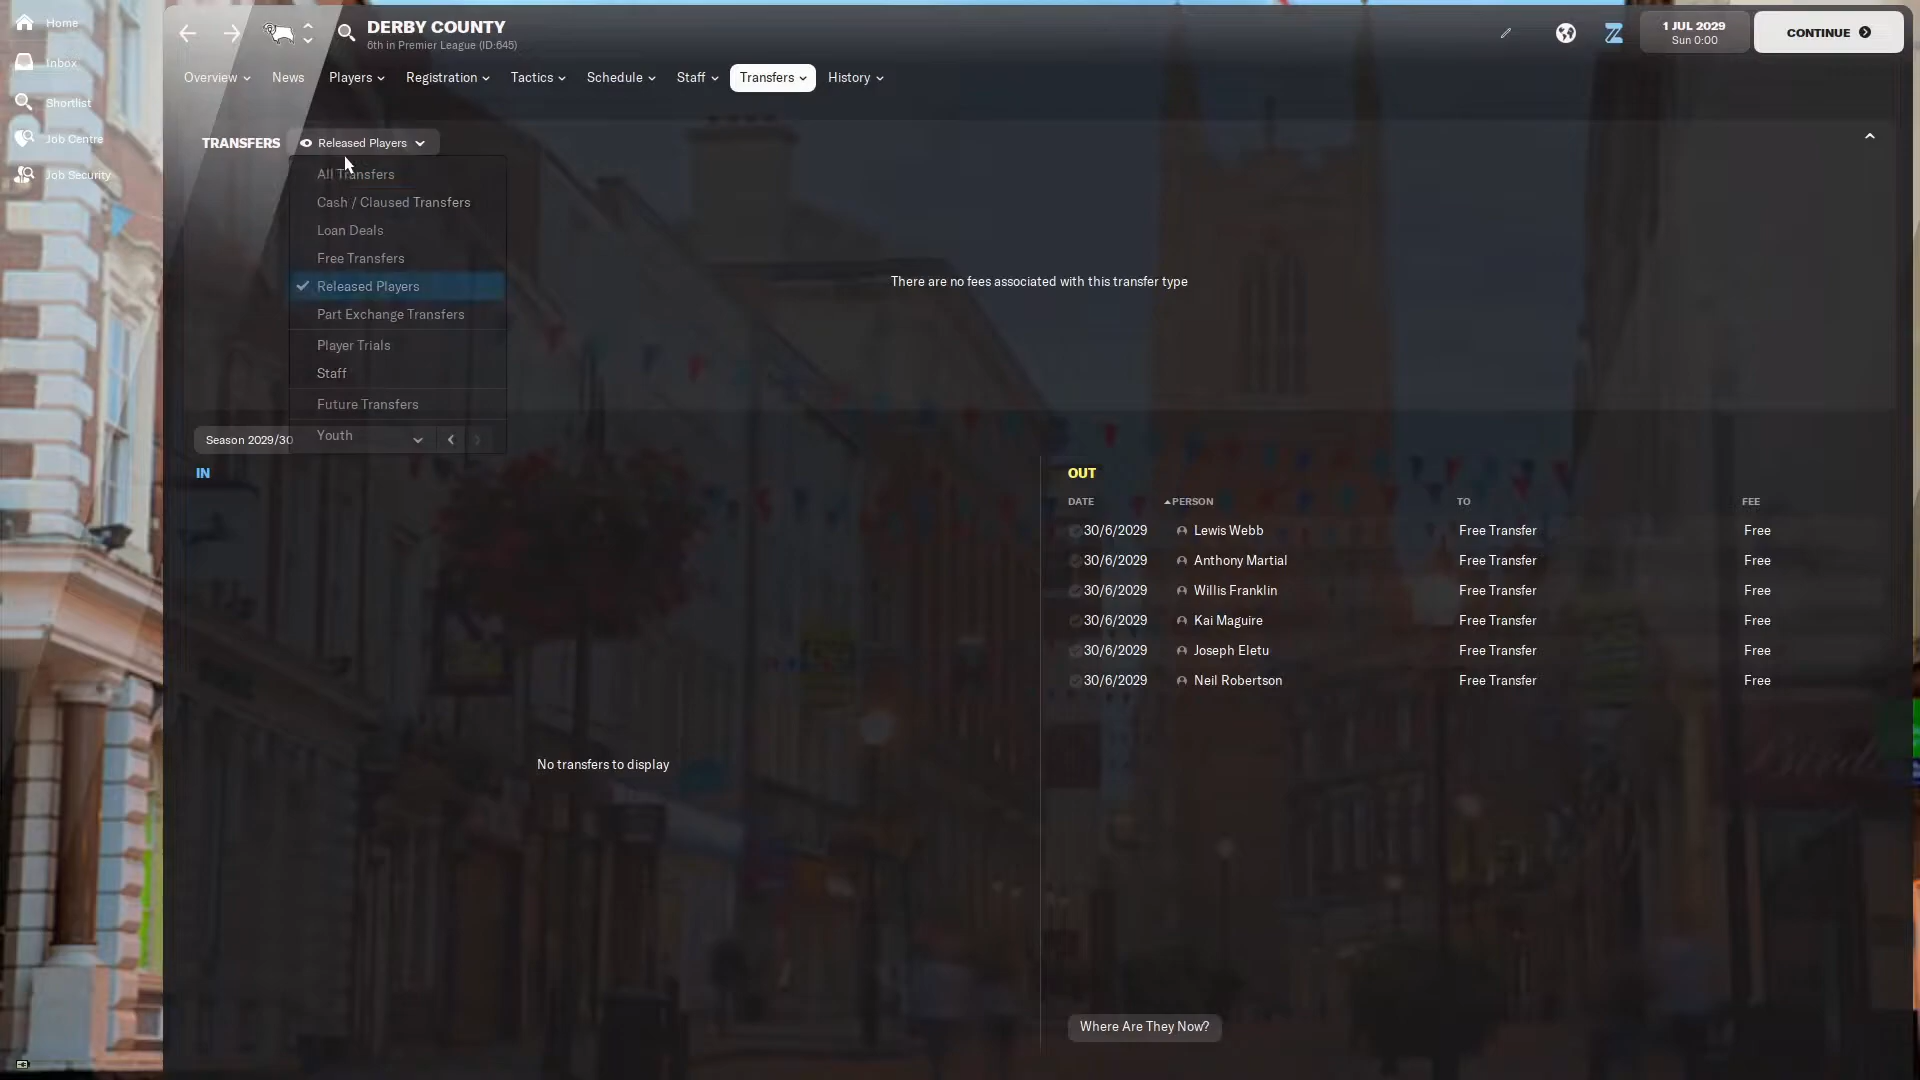 Home
Inbox
Shortlist
Job Centre
Job Security
DERBY COUNTY
6th in Premier League (ID:645)
1 JUL 2029
Sun 0:00
CONTINUE
Overview
News
Players
Registration
Tactics
Schedule
Staff
Transfers
History
TRANSFERS
Released Players
All Transfers
Cash / Claused Transfers
Loan Deals
Free Transfers
Released Players
Part Exchange Transfers
Player Trials
Staff
Future Transfers
Youth
There are no fees associated with this transfer type
Season 2029/30
IN
No transfers to display
OUT
DATE PERSON TO FEE
30/6/2029 Lewis Webb Free Transfer Free
30/6/2029 Anthony Martial Free Transfer Free
30/6/2029 Willis Franklin Free Transfer Free
30/6/2029 Kai Maguire Free Transfer Free
30/6/2029 Joseph Eletu Free Transfer Free
30/6/2029 Neil Robertson Free Transfer Free
Where Are They Now?